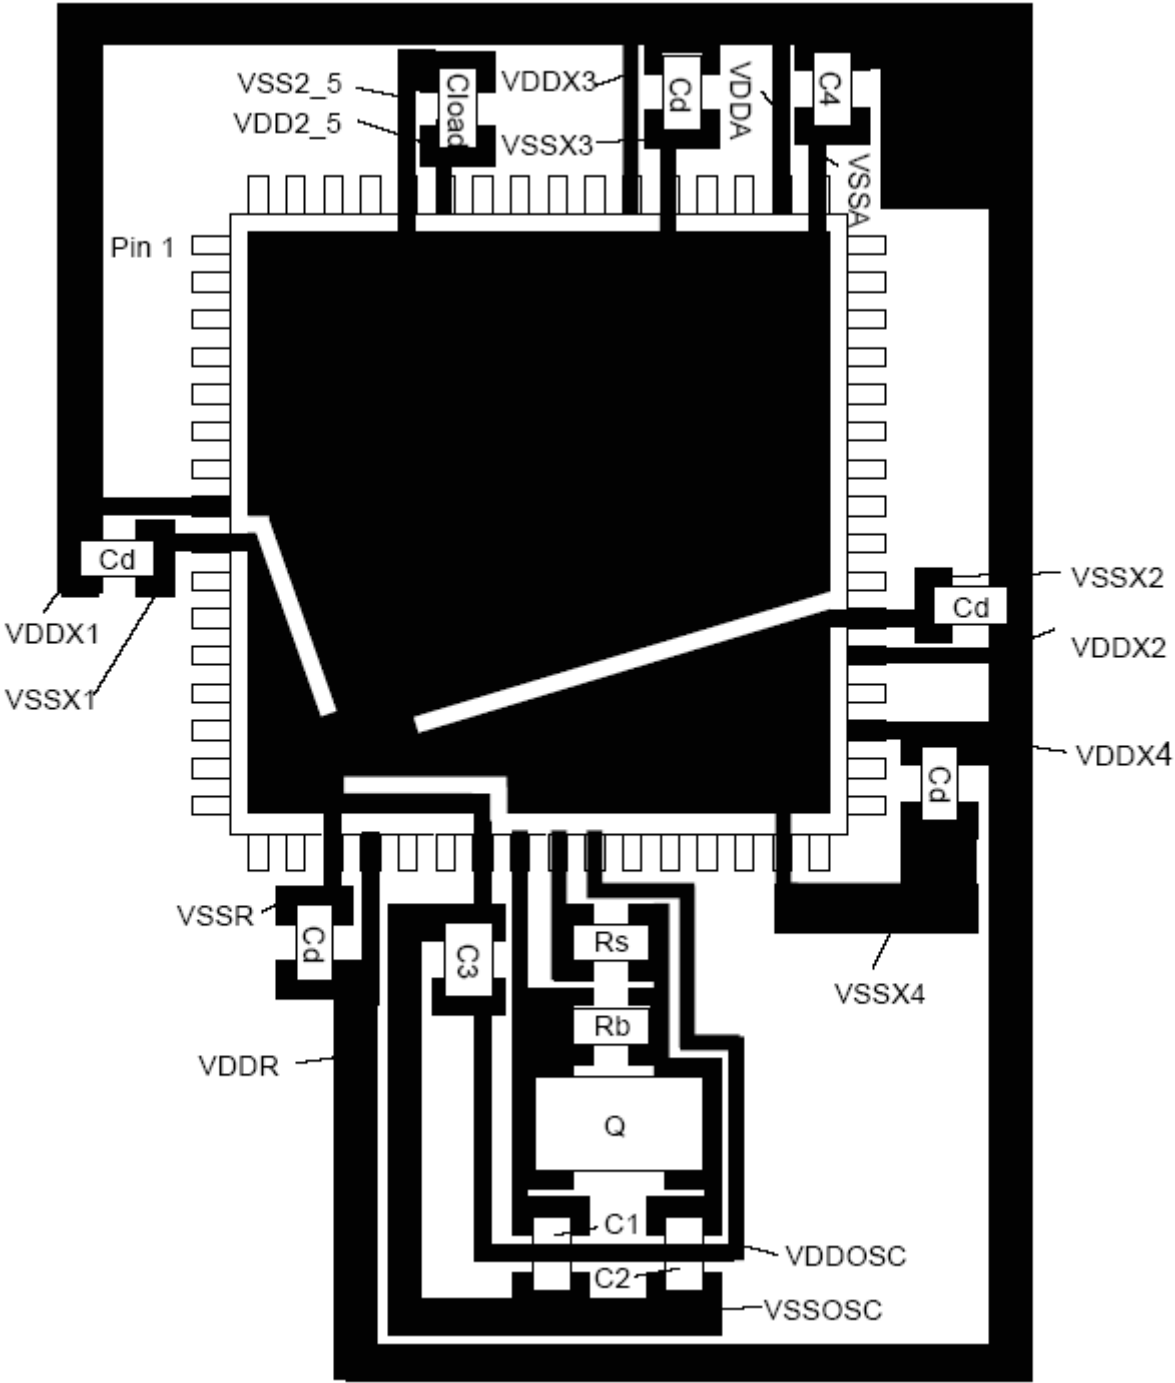 VSS2_5
VDD2_5
Cload
VDDX3
VSSX3
Cd
VDDA
C4
VSSA
Pin 1
Cd
VDDX1
VSSX1
VSSX2
Cd
VDDX2
VDDX4
Cd
VSSR
Cd
C3
Rs
VSSX4
Rb
VDDR
Q
C1
VDDOSC
C2
VSSOSC